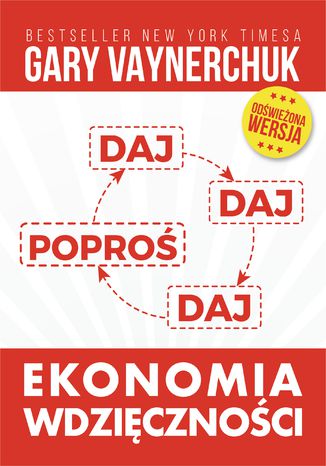 BESTSELLER NEW YORK TIMESA
GARY VAYNERCHUK
ODŚWIEŻONA
WERSJA
DAJ
DAJ
POPROŚ
DAJ
EKONOMIA
WDZIĘCZNOŚCI